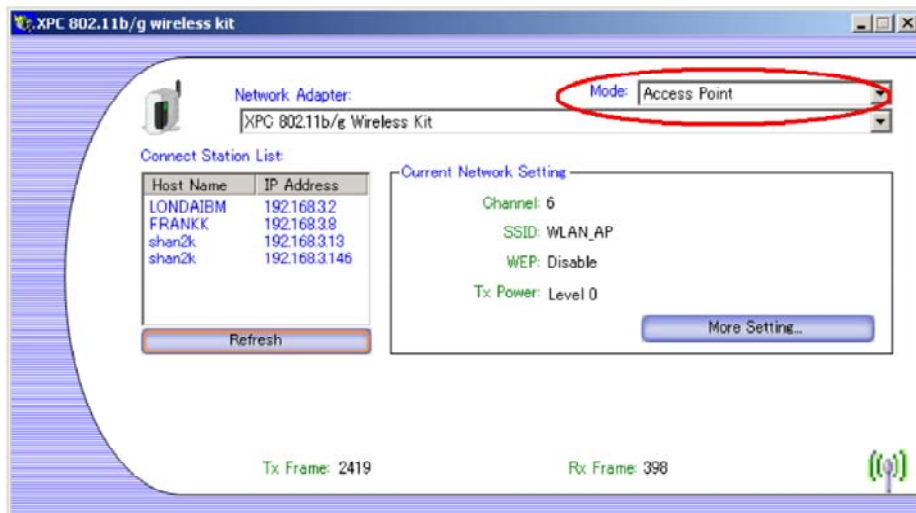 XPC 802.11b/g wireless kit
Mode: Access Point
Network Adapter:
XPC 802.11b/g Wireless Kit
Connect Station List:
Host Name IP Address
LONDAIBM 192.168.3.2
FRANKK 192.168.3.8
shan2k 192.168.3.13
shan2k 192.168.3.146
Refresh
Current Network Setting
Channel: 6
SSID: WLAN_AP
WEP: Disable
Tx Power: Level 0
More Setting...
Tx Frame: 2419
Rx Frame: 398